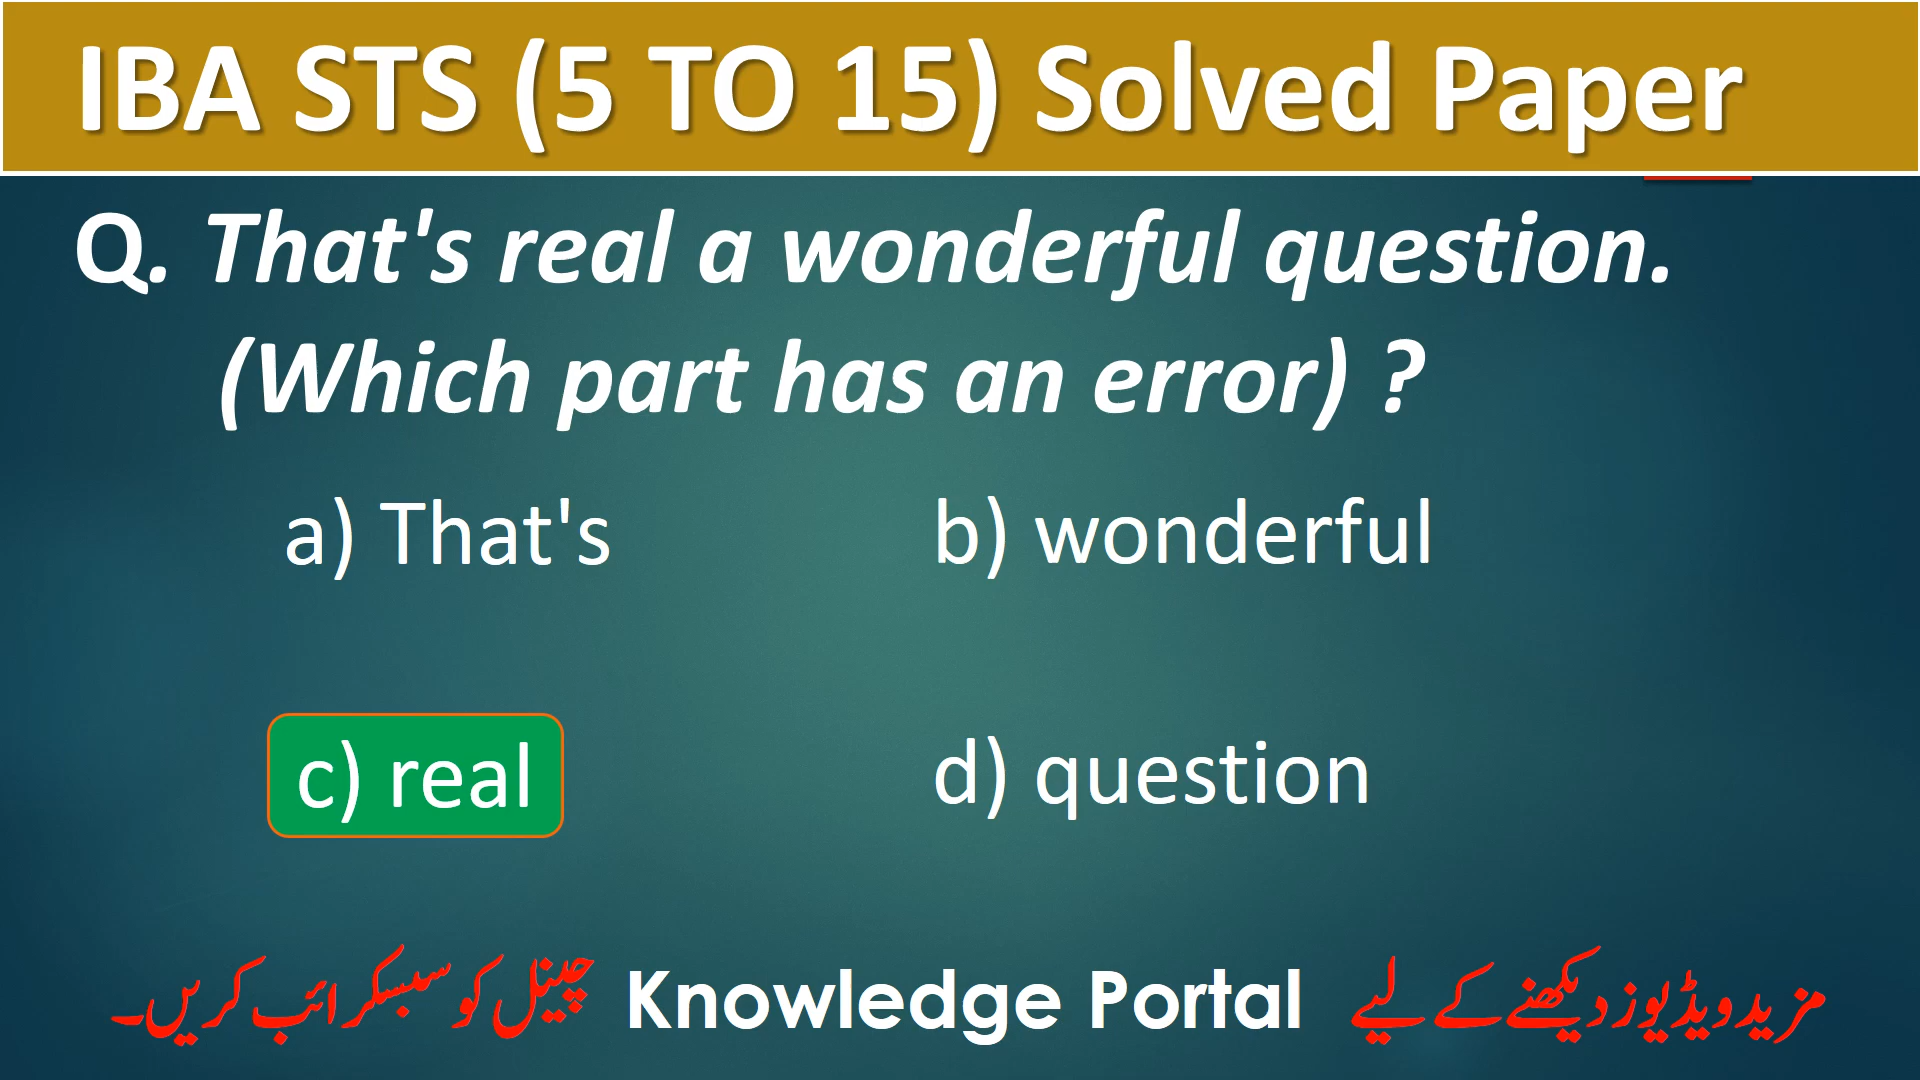 IBA STS (5 TO 15) Solved Paper
Q. That's real a wonderful question.
(Which part has an error) ?
a) That's b) wonderful
c) real d) question
مزید ویڈیوز دیکھنے کے لیے Knowledge Portal چینل کو سبسکرائب کریں۔